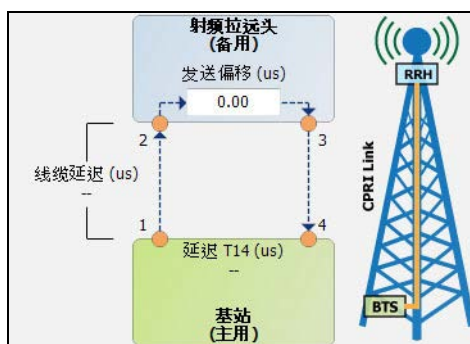 射频拉远头
(备用)
发送偏移 (us)
0.00
2
3
线缆延迟 (us)
--
1
4
延迟 T14 (us)
--
基站
(主用)
RRH
CPRI Link
BTS